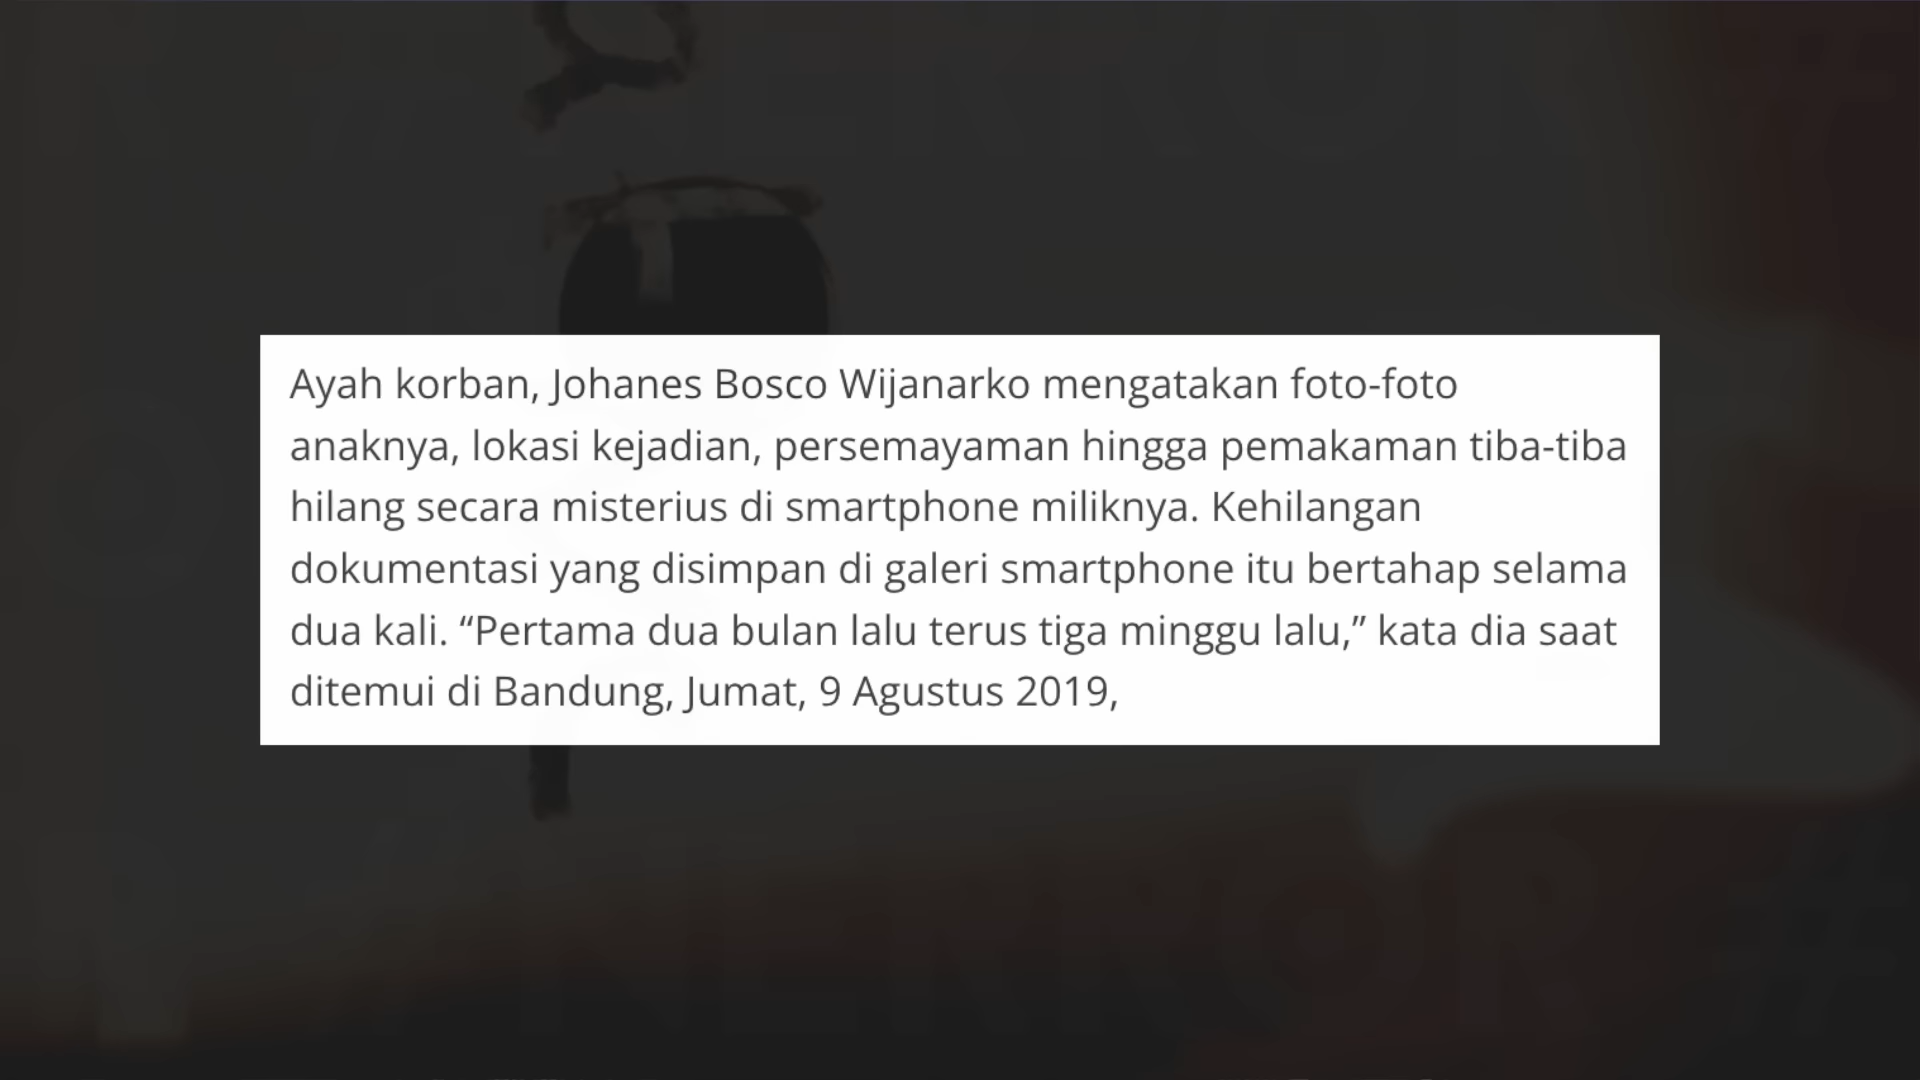 Ayah korban, Johanes Bosco Wijanarko mengatakan foto-foto
anaknya, lokasi kejadian, persemayaman hingga pemakaman tiba-tiba
hilang secara misterius di smartphone miliknya. Kehilangan
dokumentasi yang disimpan di galeri smartphone itu bertahap selama
dua kali. “Pertama dua bulan lalu terus tiga minggu lalu,” kata dia saat
ditemui di Bandung, Jumat, 9 Agustus 2019,